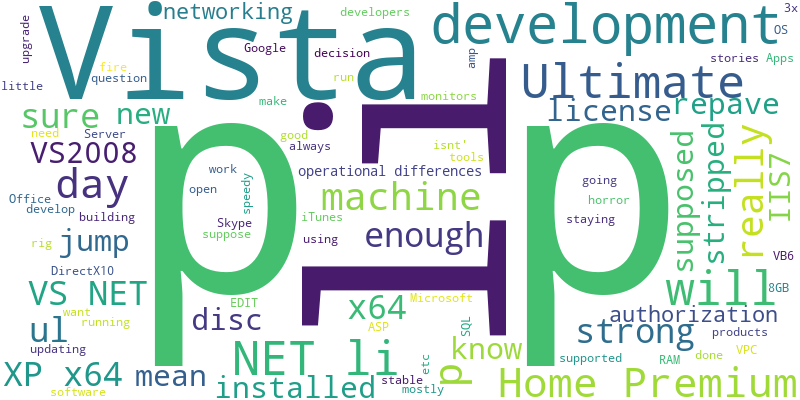 networking
developers
3x
upgrade
Vista
Google
decision
development
OS
fire
question
amp
stories
Apps
little
run
Ultimate
make
monitors
license
repave
sure
new
li
need
Server
good
always
isnt'
tools
VS2008
p
p
supposed
stripped
really
IIS7
work
operational differences
day
open
speedy
going
Office
machine
horror
develop
building
Skype
iTunes
staying
rig
jump
suppose
using
enough
VB6
DirectX10
VS NET
EDIT
x64
Microsoft
will
8GB
want
running
disc
authorization
ul
ASP
SQL
strong
products
updating
NET li
know
done
VPC
XP x64
mean
etc
p
supported
RAM
software
installed
stable
mostly
Home Premium